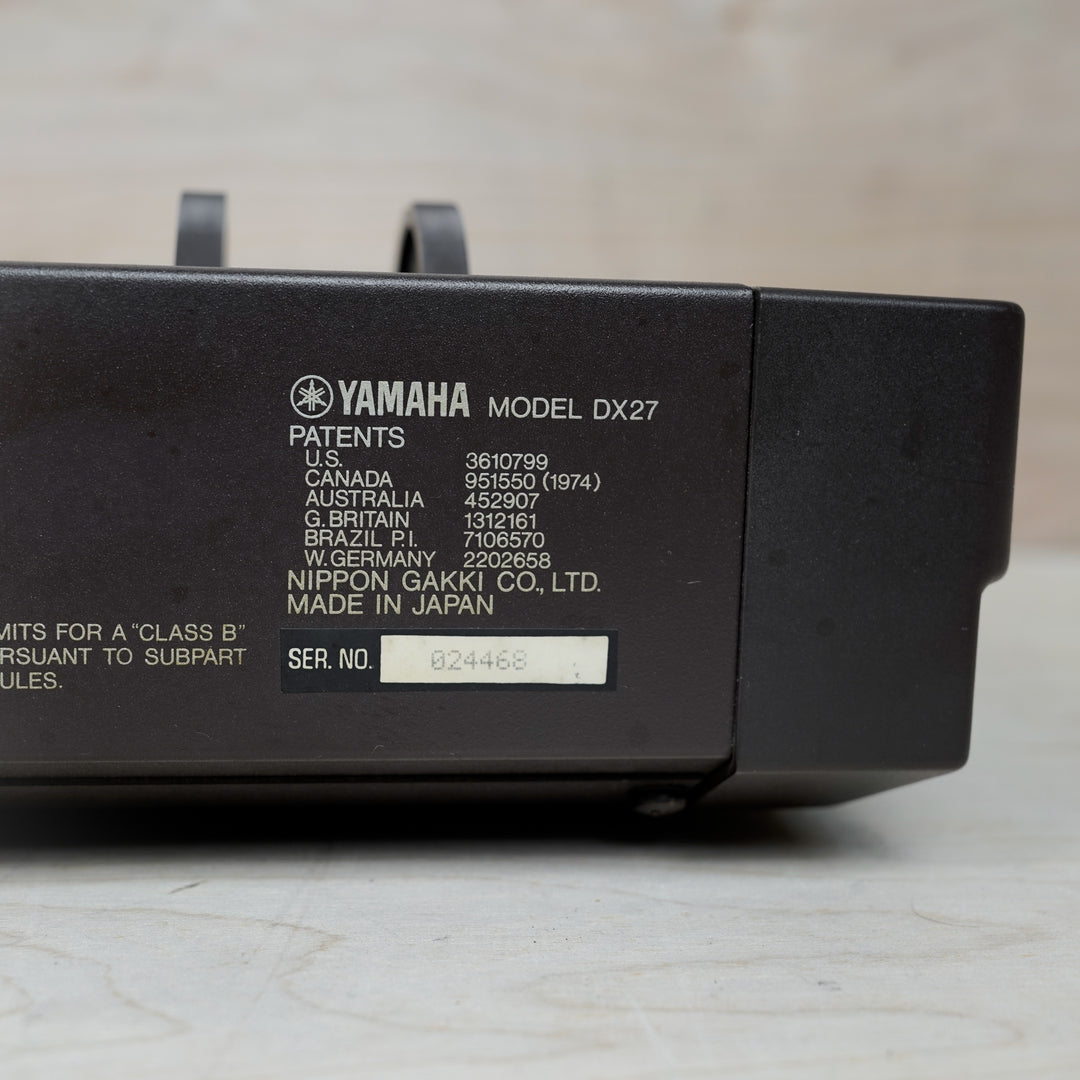 YAMAHA MODEL DX27
PATENTS
U.S. 3610799
CANADA 951550 (1974)
AUSTRALIA 452907
G. BRITAIN 1312161
BRAZIL P.I. 7106570
W. GERMANY 2202658
NIPPON GAKKI CO., LTD.
MADE IN JAPAN
MITS FOR A "CLASS B"
RSUANT TO SUBPART
ULES.
SER. NO. 024468